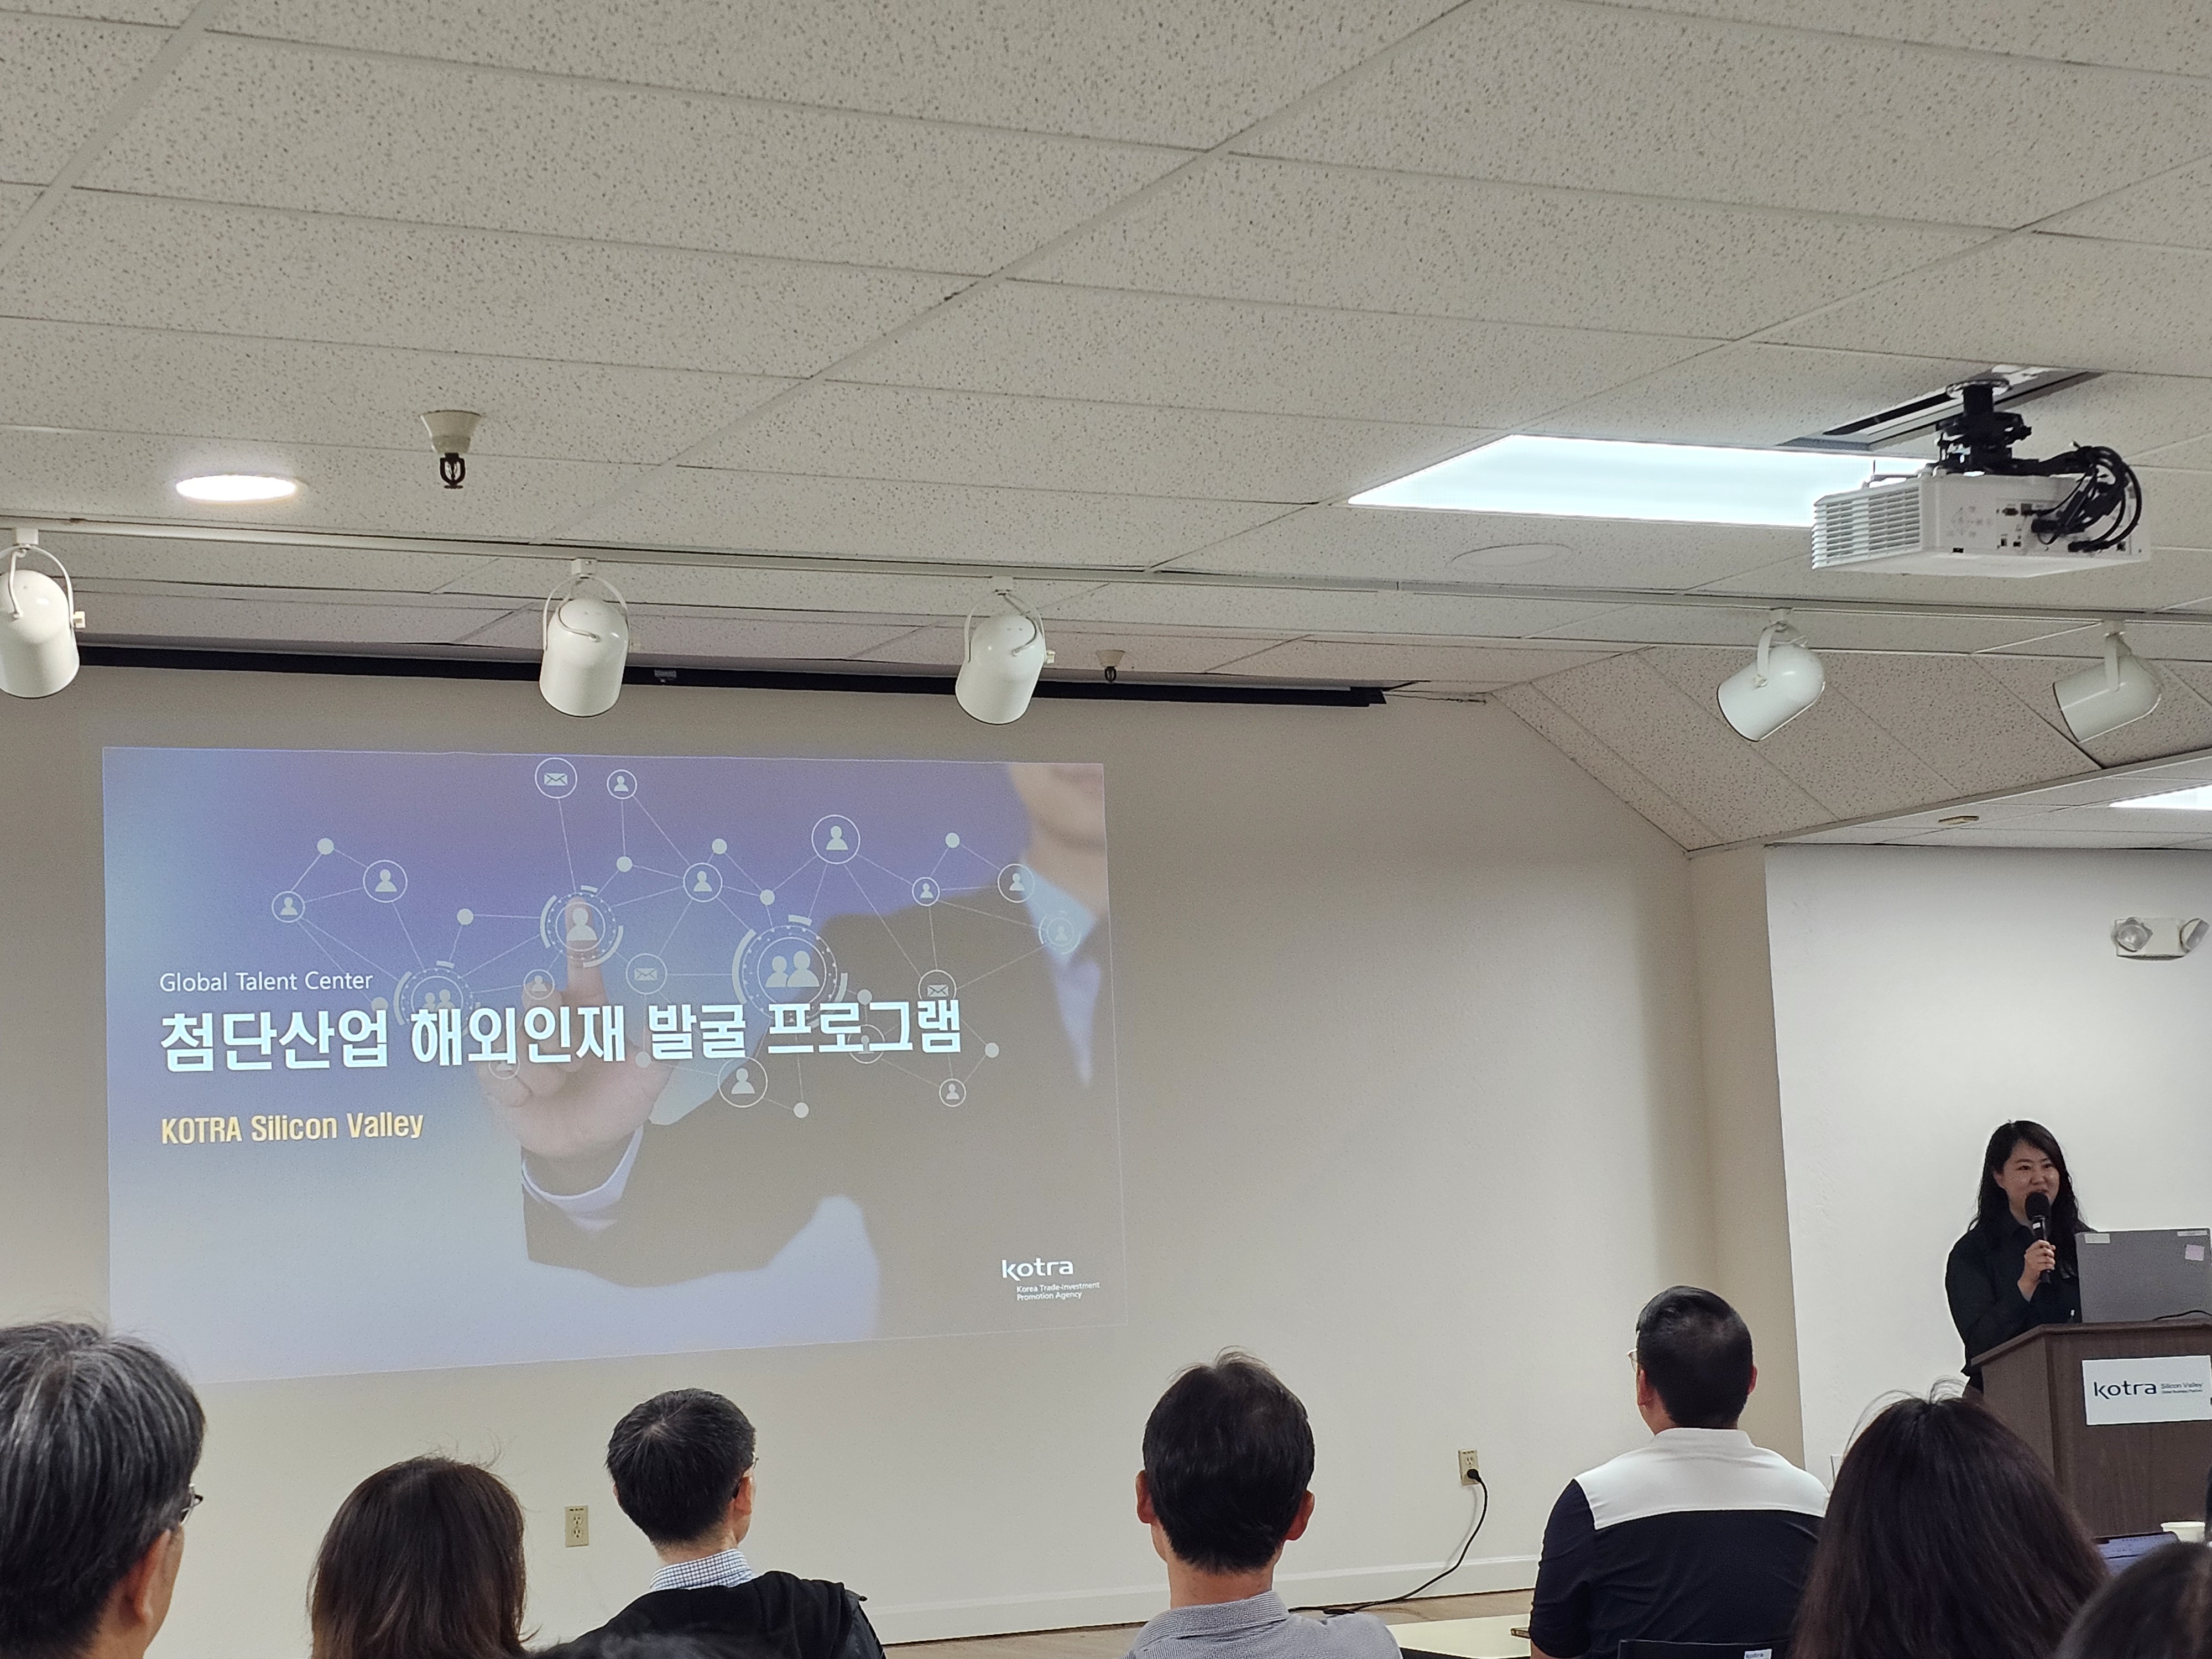 Global Talent Center
첨단산업 해외인재 발굴 프로그램
KOTRA Silicon Valley
kotra
Korea Trade-Investment
Promotion Agency
kotra Silicon Valley
kotra